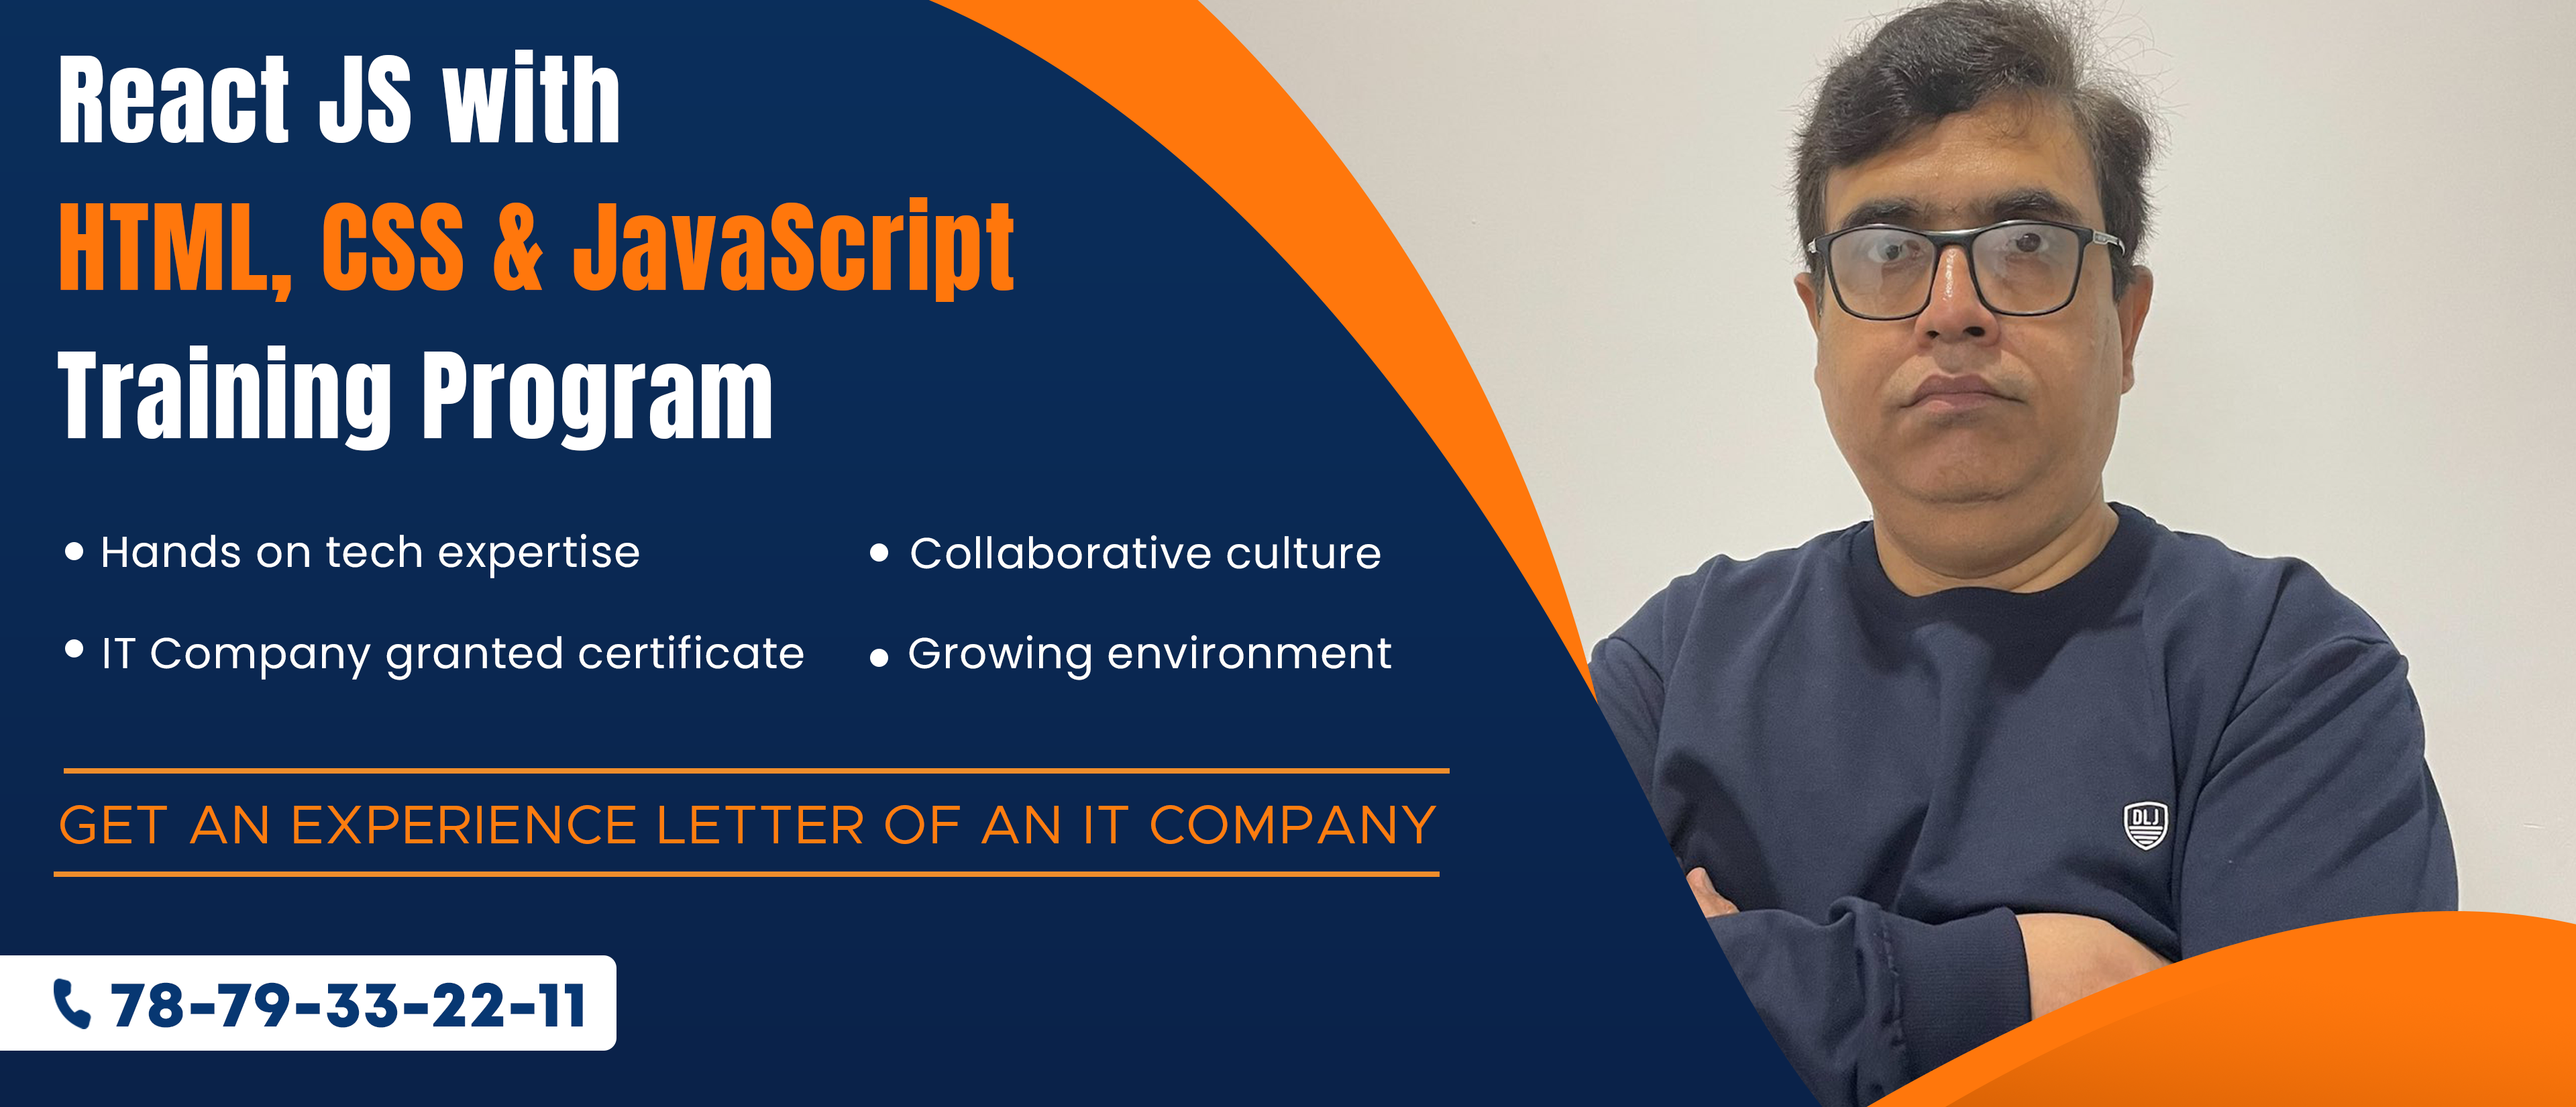 React JS with
HTML, CSS & JavaScript
Training Program
Hands on tech expertise
Collaborative culture
IT Company granted certificate
Growing environment
GET AN EXPERIENCE LETTER OF AN IT COMPANY
78-79-33-22-11
DLJ